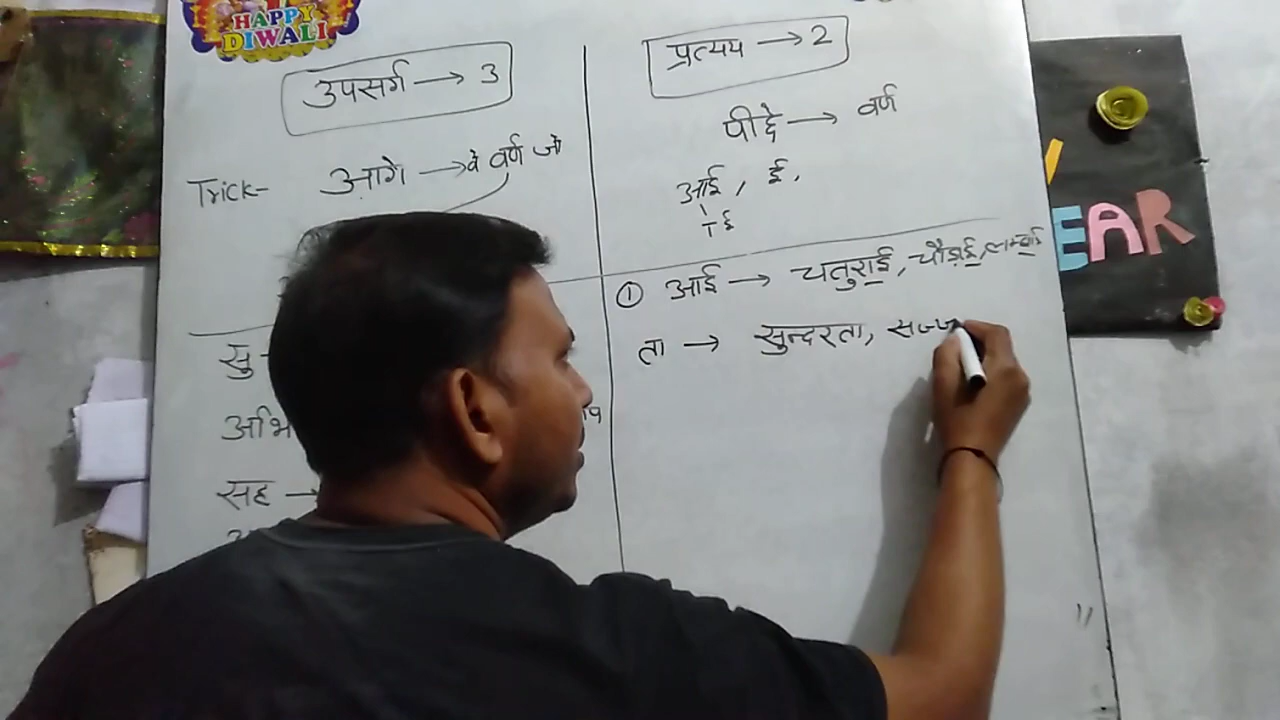 HAPPY
DIWALI
उपसर्ग → 3
Trick- आगे → वे वर्ण जो
सु
अभि
सह →
प्रत्यय → 2
पीछे → वर्ण
आई, ई,
ा ई
① आई → चतुराई, चौड़ाई, लम्बाई
ता → सुन्दरता, सज्ज
EAR